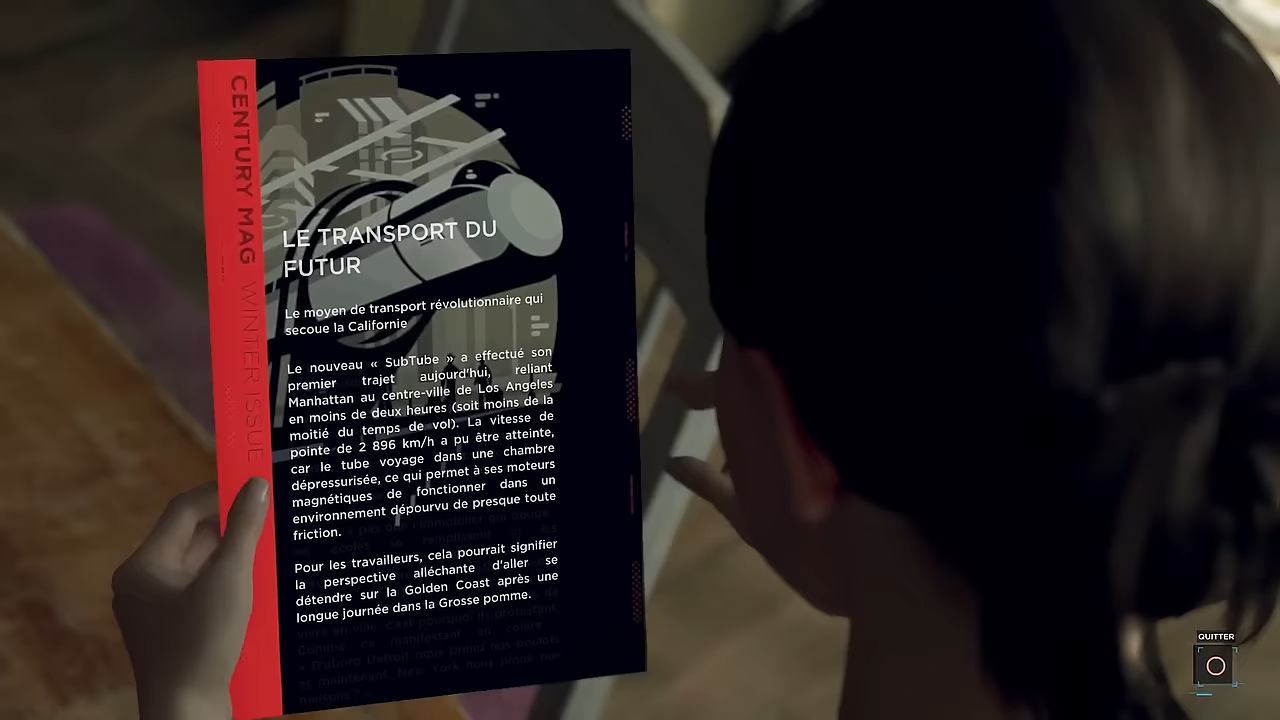 CENTURY MAG WINTER ISSUE
LE TRANSPORT DU
FUTUR
Le moyen de transport révolutionnaire qui
secoue la Californie
Le nouveau « SubTube » a effectué son
premier trajet aujourd'hui, reliant
Manhattan au centre-ville de Los Angeles
en moins de deux heures (soit moins de la
moitié du temps de vol). La vitesse de
pointe de 2 896 km/h a pu être atteinte,
car le tube voyage dans une chambre
dépressurisée, ce qui permet à ses moteurs
magnétiques de fonctionner dans un
environnement dépourvu de presque toute
friction.
Pour les travailleurs, cela pourrait signifier
la perspective alléchante d'aller se
détendre sur la Golden Coast après une
longue journée dans la Grosse pomme.
QUITTER